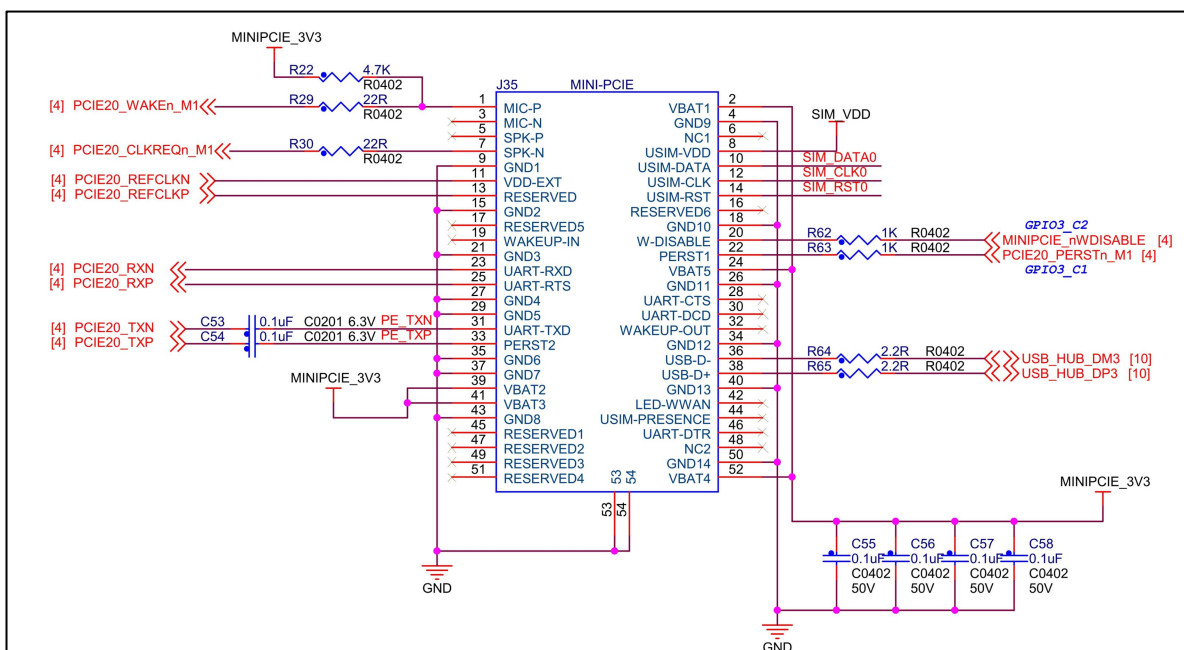 MINIPCIE_3V3
R22 4.7K
R0402
J35 MINI-PCIE
[4] PCIE20_WAKEn_M1 R29 22R 1 MIC-P VBAT1 2
R0402
3 MIC-N GND9 4
5 SPK-P NC1 6 SIM_VDD
[4] PCIE20_CLKREQn_M1 R30 22R 7 SPK-N USIM-VDD 8
R0402
9 GND1 USIM-DATA 10 SIM_DATA0
[4] PCIE20_REFCLKN 11 VDD-EXT USIM-CLK 12 SIM_CLK0
[4] PCIE20_REFCLKP 13 RESERVED USIM-RST 14 SIM_RST0
15 GND2 RESERVED6 16
17 RESERVED5 GND10 18
GPIO3_C2
19 WAKEUP-IN W-DISABLE 20 R62 1K R0402 MINIPCIE_nWDISABLE [4]
21 GND3 PERST1 22 R63 1K R0402 PCIE20_PERSTn_M1 [4]
GPIO3_C1
[4] PCIE20_RXN 23 UART-RXD VBAT5 24
[4] PCIE20_RXP 25 UART-RTS GND11 26
27 GND4 UART-CTS 28
29 GND5 UART-DCD 30
[4] PCIE20_TXN C53 0.1uF C0201 6.3V PE_TXN 31 UART-TXD WAKEUP-OUT 32
[4] PCIE20_TXP C54 0.1uF C0201 6.3V PE_TXP 33 PERST2 GND12 34
35 GND6 USB-D- 36 R64 2.2R R0402 USB_HUB_DM3 [10]
37 GND7 USB-D+ 38 R65 2.2R R0402 USB_HUB_DP3 [10]
MINIPCIE_3V3
39 VBAT2 GND13 40
41 VBAT3 LED-WWAN 42
43 GND8 USIM-PRESENCE 44
45 RESERVED1 UART-DTR 46
47 RESERVED2 NC2 48
49 RESERVED3 GND14 50
51 RESERVED4 VBAT4 52
53 54
53 54
MINIPCIE_3V3
C55 C56 C57 C58
0.1uF 0.1uF 0.1uF 0.1uF
C0402 C0402 C0402 C0402
50V 50V 50V 50V
GND
GND